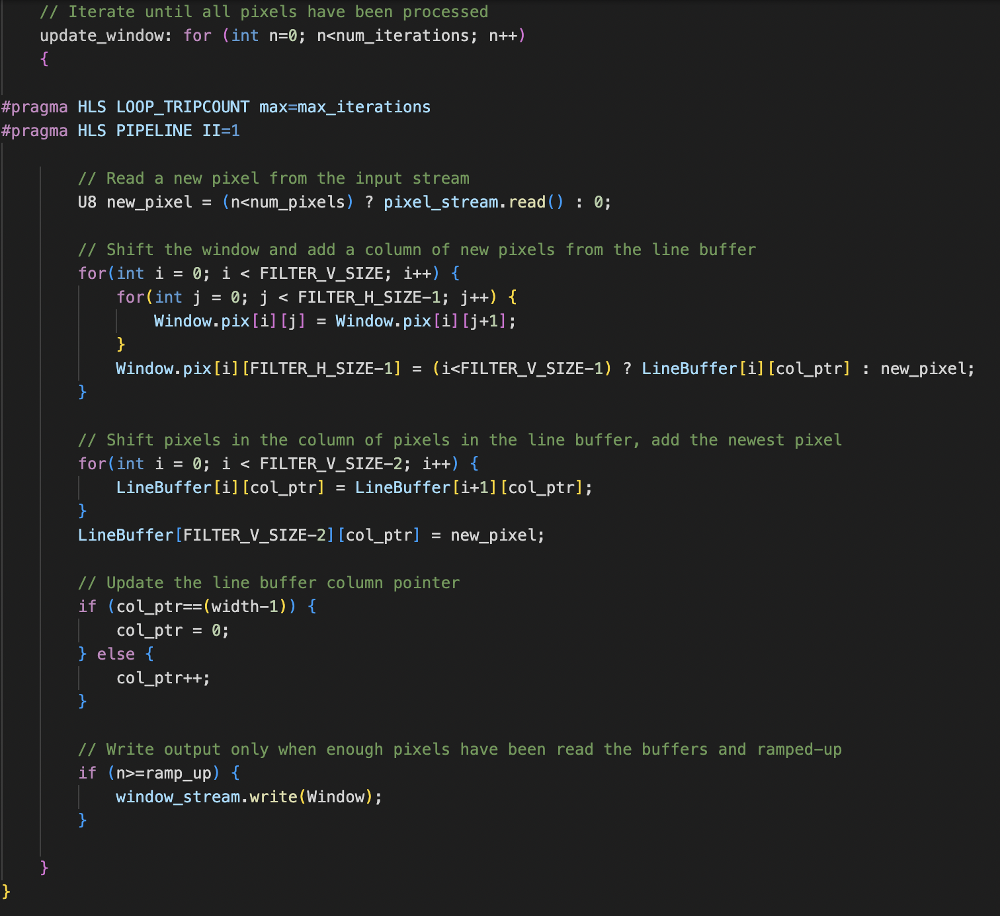 // Iterate until all pixels have been processed
update_window: for (int n=0; n<num_iterations; n++)
{
#pragma HLS LOOP_TRIPCOUNT max=max_iterations
#pragma HLS PIPELINE II=1
// Read a new pixel from the input stream
U8 new_pixel = (n<num_pixels) ? pixel_stream.read() : 0;
// Shift the window and add a column of new pixels from the line buffer
for(int i = 0; i < FILTER_V_SIZE; i++) {
for(int j = 0; j < FILTER_H_SIZE-1; j++) {
Window.pix[i][j] = Window.pix[i][j+1];
}
Window.pix[i][FILTER_H_SIZE-1] = (i<FILTER_V_SIZE-1) ? LineBuffer[i][col_ptr] : new_pixel;
}
// Shift pixels in the column of pixels in the line buffer, add the newest pixel
for(int i = 0; i < FILTER_V_SIZE-2; i++) {
LineBuffer[i][col_ptr] = LineBuffer[i+1][col_ptr];
}
LineBuffer[FILTER_V_SIZE-2][col_ptr] = new_pixel;
// Update the line buffer column pointer
if (col_ptr==(width-1)) {
col_ptr = 0;
} else {
col_ptr++;
}
// Write output only when enough pixels have been read the buffers and ramped-up
if (n>=ramp_up) {
window_stream.write(Window);
}
}
}